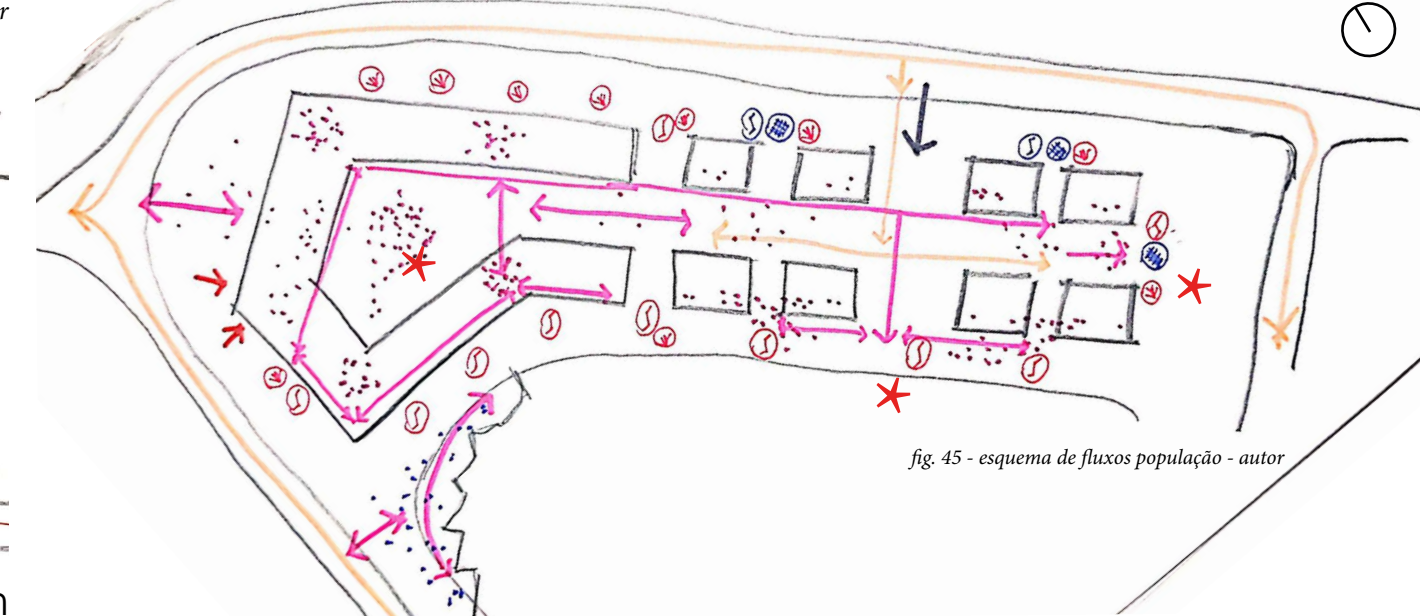 r
fig. 45 - esquema de fluxos população - autor